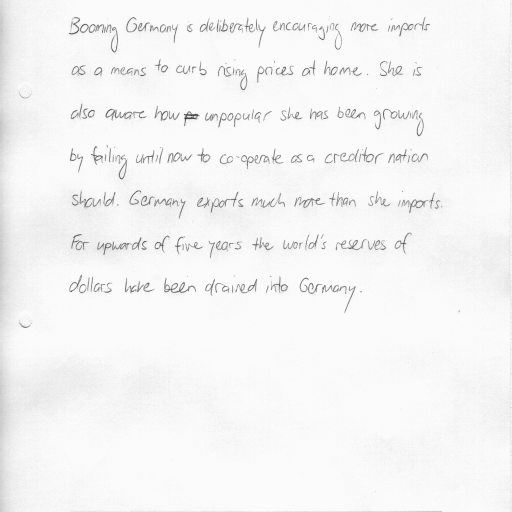 Booming Germany is deliberately encouraging more imports
as a means to curb rising prices at home. She is
also aware how unpopular she has been growing
by failing until now to co-operate as a creditor nation
should. Germany exports much more than she imports.
For upwards of five years the world's reserves of
dollars have been drained into Germany.